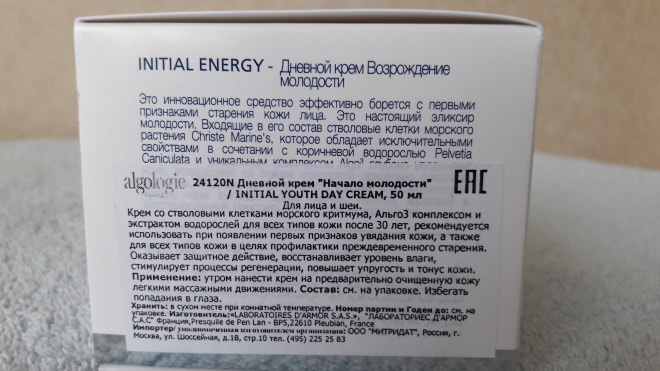 INITIAL ENERGY - Дневной крем Возрождение
молодости
Это инновационное средство эффективно борется с первыми
признаками старения кожи лица. Это настоящий эликсир
молодости. Входящие в его состав стволовые клетки морского
растения Christe Marine's, которое обладает исключительными
свойствами в сочетании с коричневой водорослью Pelvetia
Caniculata и уникальным комплексом
algologie
24120N Дневной крем "Начало молодости"
/ INITIAL YOUTH DAY CREAM, 50 мл
EAC
Для лица и шеи.
Крем со стволовыми клетками морского критмума, Альго3 комплексом и
экстрактом водорослей для всех типов кожи после 30 лет, рекомендуется
использовать при появлении первых признаков увядания кожи, а также
для всех типов кожи в целях профилактики преждевременного старения.
Оказывает защитное действие, восстанавливает уровень влаги,
стимулирует процессы регенерации, повышает упругость и тонус кожи.
Применение: утром нанести крем на предварительно очищенную кожу
легкими массажными движениями. Состав: см. на упаковке. Избегать
попадания в глаза.
Хранить: в сухом месте при комнатной температуре. Номер партии и Годен до: см. на
упаковке. Изготовитель:«LABORATOIRES D'ARMOR S.A.S.», "ЛАБОРАТОРИЕС Д'АРМОР
С.А.С" Франция,Presquile de Pen Lan - BP5,22610 Pleubian, France
Импортер/ уполномоченная изготовителем организация: ООО "МИТРИДАТ", Россия, г.
Москва, ул. Шоссейная, д.1В, стр.10 тел. (495) 225 25 83